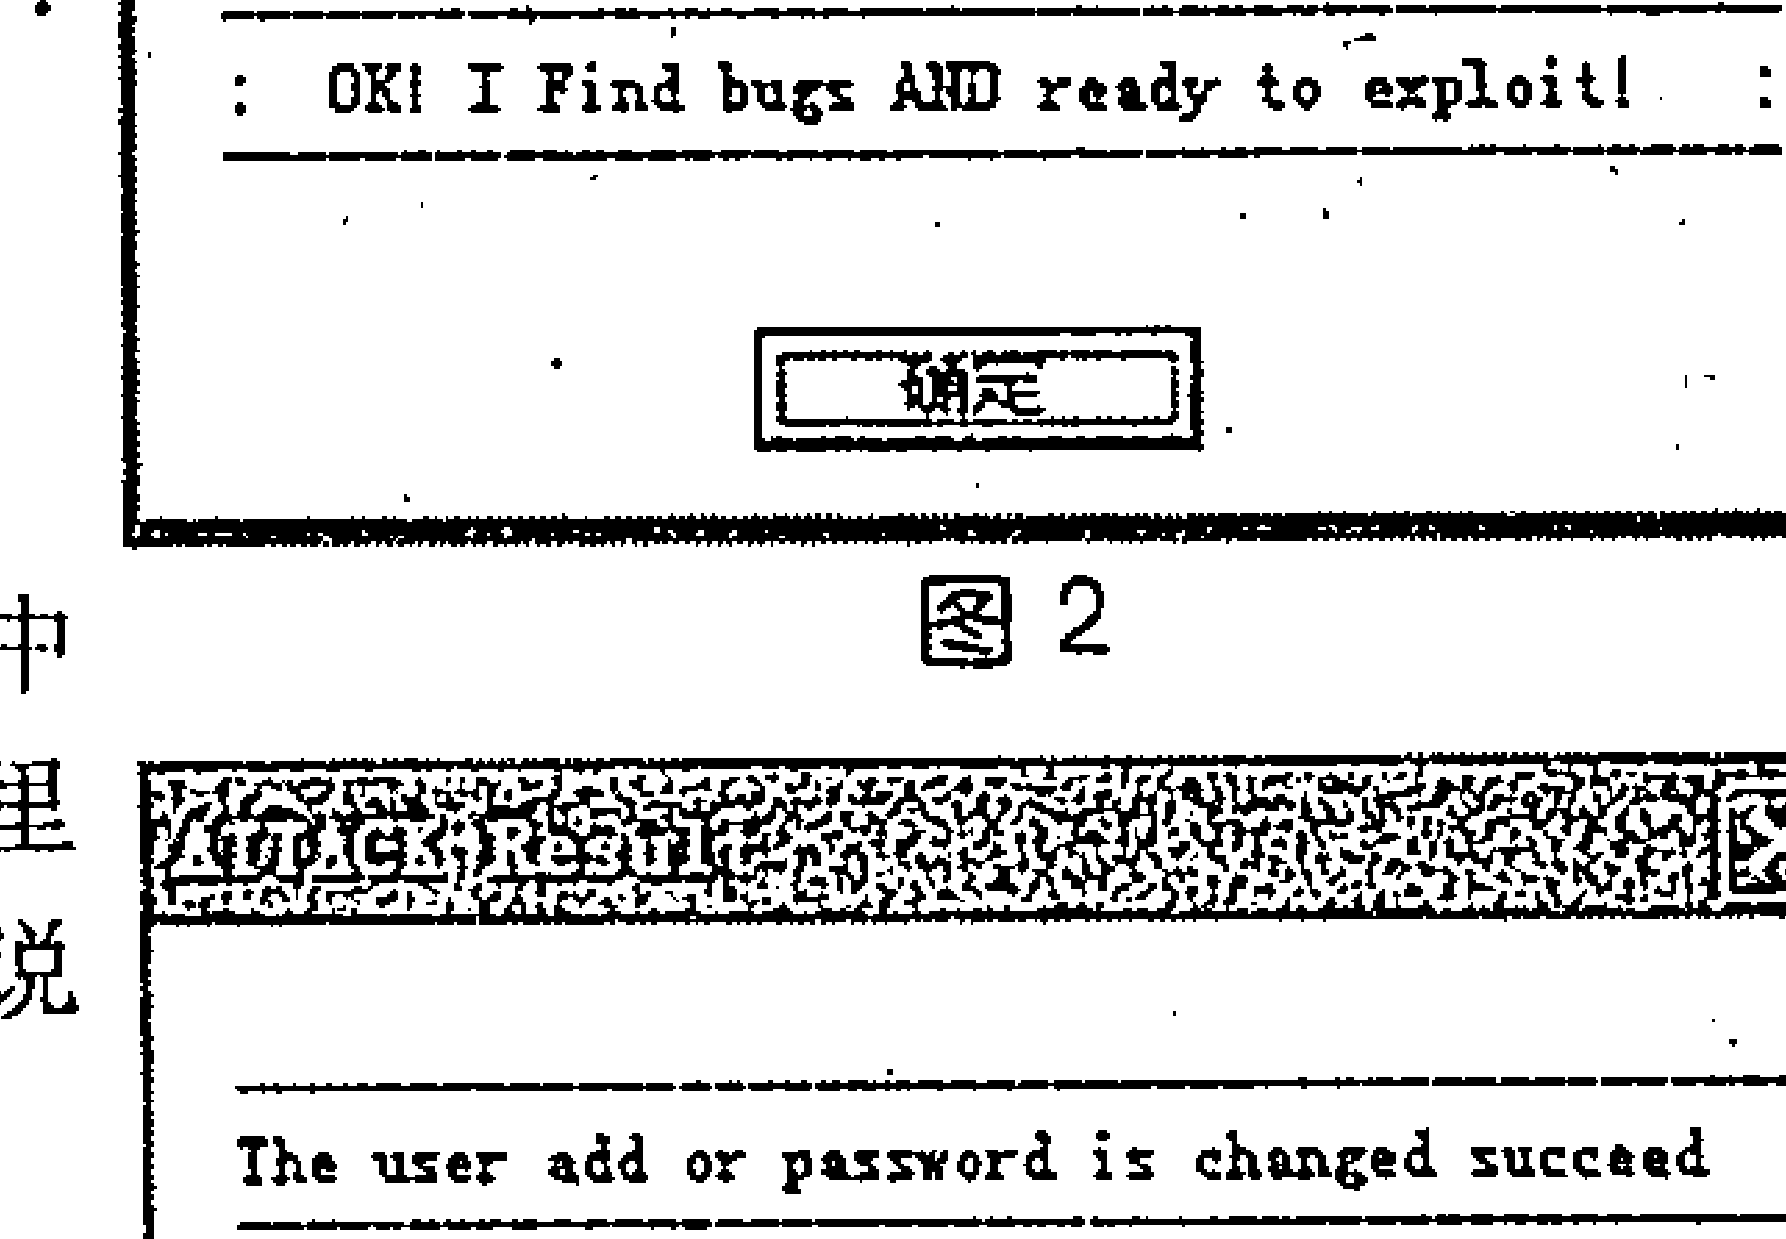 : OK! I Find bugs AND ready to exploit! :
确定
图 2
中
里
说
ATTACK Result
The user add or password is changed succeed